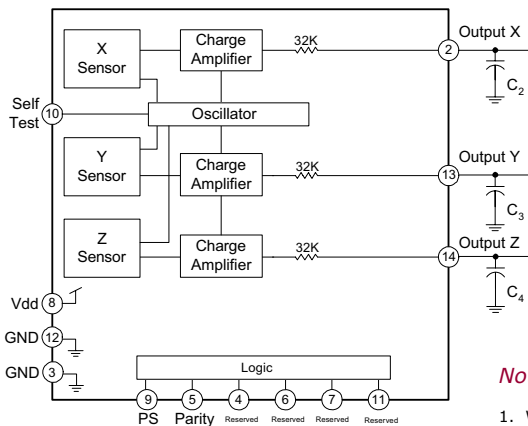 X
Sensor
Charge
Amplifier
32K
2
Output X
C2
Self
Test
10
Oscillator
Y
Sensor
Charge
Amplifier
32K
13
Output Y
C3
Z
Sensor
Charge
Amplifier
32K
14
Output Z
C4
Vdd
8
GND
12
GND
3
Logic
9
5
4
6
7
11
PS
Parity
Reserved
Reserved
Reserved
Reserved
No
1.